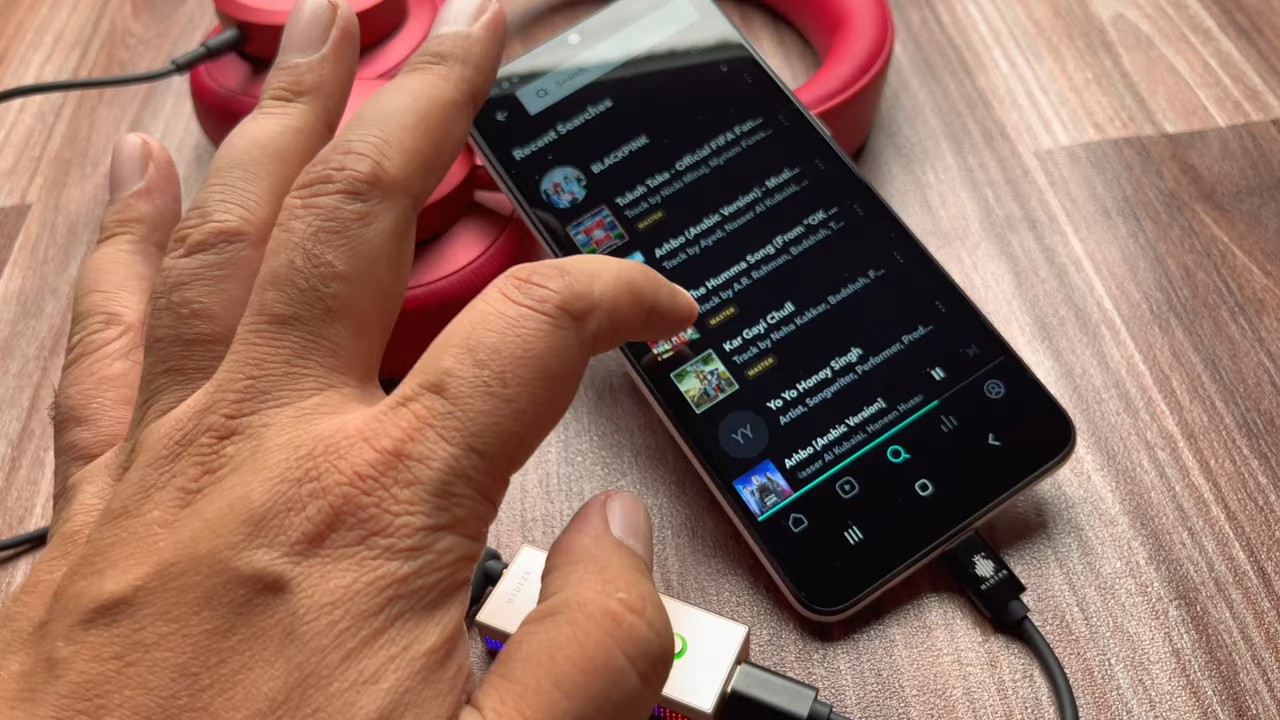 Search
Recent Searches
BLACKPINK
Tukoh Taka - Official FIFA Fan...
Track by Nicki Minaj, Myriam Fares...
MASTER
Arhbo (Arabic Version) - Musi...
Track by Ayed, Nasser Al Kubaisi, ...
The Humma Song (From "OK ...
Track by A.R. Rahman, Badshah, T...
MASTER
Kar Gayi Chull
Track by Neha Kakkar, Badshah, F...
MASTER
Yo Yo Honey Singh
Artist, Songwriter, Performer, Prod...
YY
Arhbo [Arabic Version]
Nasser Al Kubaisi, Haneen Husse